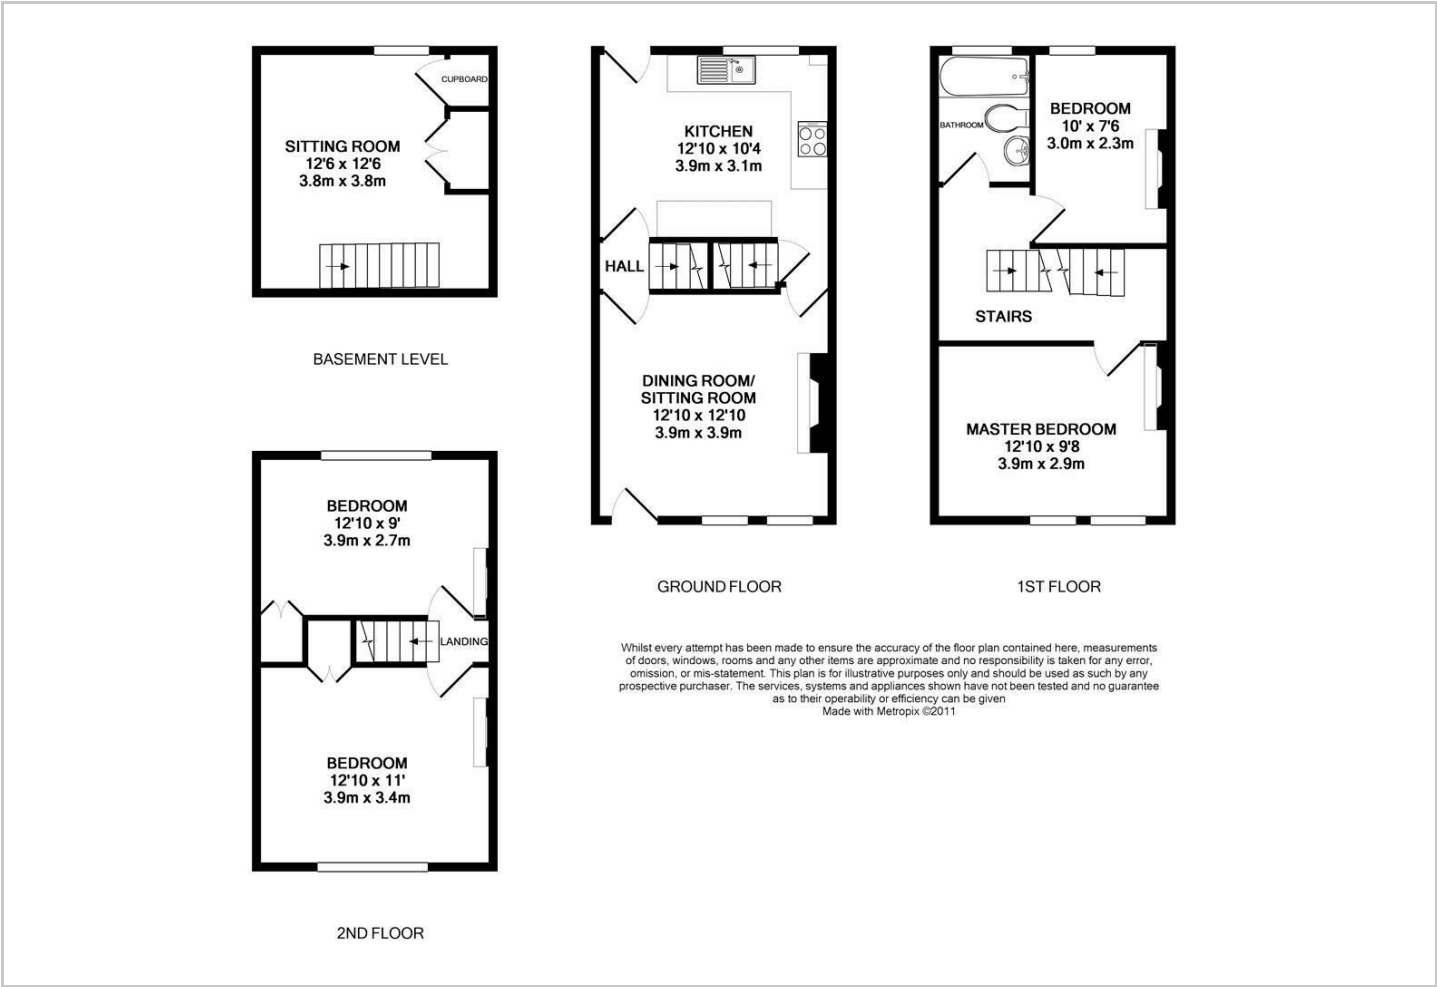 CUPBOARD
SITTING ROOM
12'6 x 12'6
3.8m x 3.8m
BASEMENT LEVEL
KITCHEN
12'10 x 10'4
3.9m x 3.1m
HALL
DINING ROOM/
SITTING ROOM
12'10 x 12'10
3.9m x 3.9m
GROUND FLOOR
BATHROOM
BEDROOM
10' x 7'6
3.0m x 2.3m
STAIRS
MASTER BEDROOM
12'10 x 9'8
3.9m x 2.9m
1ST FLOOR
BEDROOM
12'10 x 9'
3.9m x 2.7m
LANDING
BEDROOM
12'10 x 11'
3.9m x 3.4m
2ND FLOOR
Whilst every attempt has been made to ensure the accuracy of the floor plan contained here, measurements
of doors, windows, rooms and any other items are approximate and no responsibility is taken for any error,
omission, or mis-statement. This plan is for illustrative purposes only and should be used as such by any
prospective purchaser. The services, systems and appliances shown have not been tested and no guarantee
as to their operability or efficiency can be given
Made with Metropix ©2011